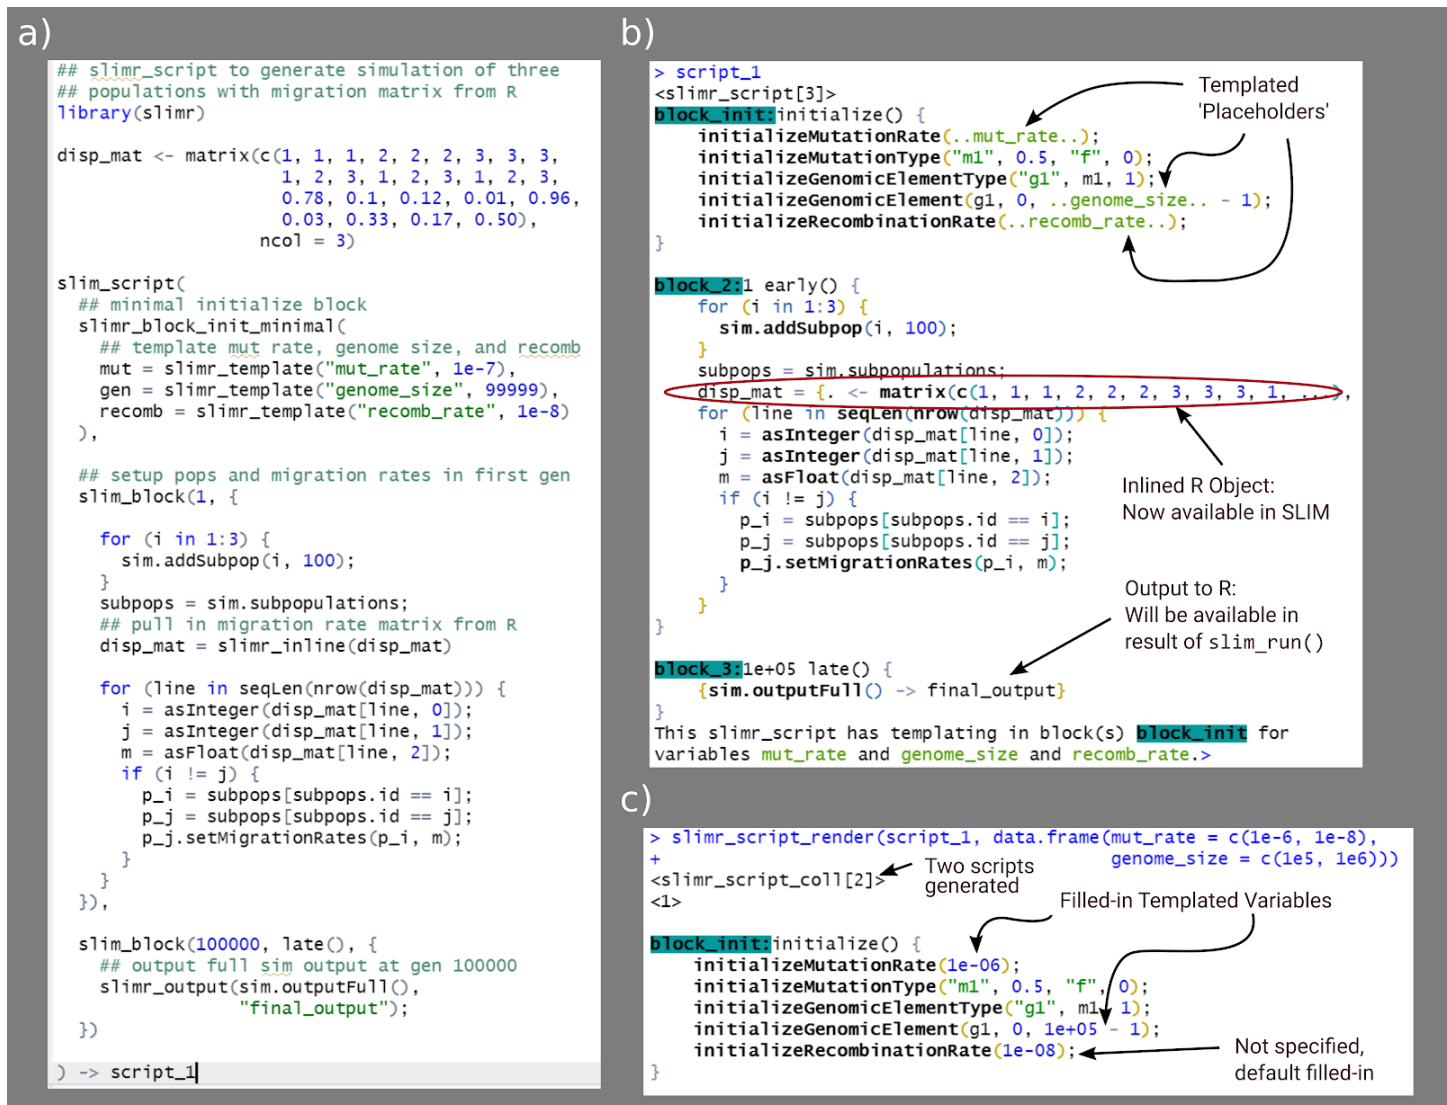 a)
## slimr_script to generate simulation of three
## populations with migration matrix from R
library(slimr)
disp_mat <- matrix(c(1, 1, 1, 2, 2, 2, 3, 3, 3,
1, 2, 3, 1, 2, 3, 1, 2, 3,
0.78, 0.1, 0.12, 0.01, 0.96,
0.03, 0.33, 0.17, 0.50),
ncol = 3)
slim_script(
## minimal initialize block
slimr_block_init_minimal(
## template mut rate, genome size, and recomb
mut = slimr_template("mut_rate", 1e-7),
gen = slimr_template("genome_size", 99999),
recomb = slimr_template("recomb_rate", 1e-8)
),
## setup pops and migration rates in first gen
slim_block(1, {
for (i in 1:3) {
sim.addSubpop(i, 100);
}
subpops = sim.subpopulations;
## pull in migration rate matrix from R
disp_mat = slimr_inline(disp_mat)
for (line in seqLen(nrow(disp_mat))) {
i = asInteger(disp_mat[line, 0]);
j = asInteger(disp_mat[line, 1]);
m = asFloat(disp_mat[line, 2]);
if (i != j) {
p_i = subpops[subpops.id == i];
p_j = subpops[subpops.id == j];
p_j.setMigrationRates(p_i, m);
}
}
}),
slim_block(100000, late(), {
## output full sim output at gen 100000
slimr_output(sim.outputFull(),
"final_output");
})
) -> script_1
b)
> script_1
<slimr_script[3]>
block_init:initialize() {
initializeMutationRate(..mut_rate..);
initializeMutationType("m1", 0.5, "f", 0);
initializeGenomicElementType("g1", m1, 1);
initializeGenomicElement(g1, 0, ..genome_size.. - 1);
initializeRecombinationRate(..recomb_rate..);
}
Templated
'Placeholders'
block_2:1 early() {
for (i in 1:3) {
sim.addSubpop(i, 100);
}
subpops = sim.subpopulations;
disp_mat = {. <- matrix(c(1, 1, 1, 2, 2, 2, 3, 3, 3, 1, ...),
for (line in seqLen(nrow(disp_mat))) {
i = asInteger(disp_mat[line, 0]);
j = asInteger(disp_mat[line, 1]);
m = asFloat(disp_mat[line, 2]);
if (i != j) {
p_i = subpops[subpops.id == i];
p_j = subpops[subpops.id == j];
p_j.setMigrationRates(p_i, m);
}
}
}
Inlined R Object:
Now available in SLIM
Output to R:
Will be available in
result of slim_run()
block_3:1e+05 late() {
{sim.outputFull() -> final_output}
}
This slimr_script has templating in block(s) block_init for
variables mut_rate and genome_size and recomb_rate.>
c)
> slimr_script_render(script_1, data.frame(mut_rate = c(1e-6, 1e-8),
+ genome_size = c(1e5, 1e6)))
<slimr_script_coll[2]>
<1>
Two scripts
generated
Filled-in Templated Variables
block_init:initialize() {
initializeMutationRate(1e-06);
initializeMutationType("m1", 0.5, "f", 0);
initializeGenomicElementType("g1", m1, 1);
initializeGenomicElement(g1, 0, 1e+05 - 1);
initializeRecombinationRate(1e-08);
}
Not specified,
default filled-in